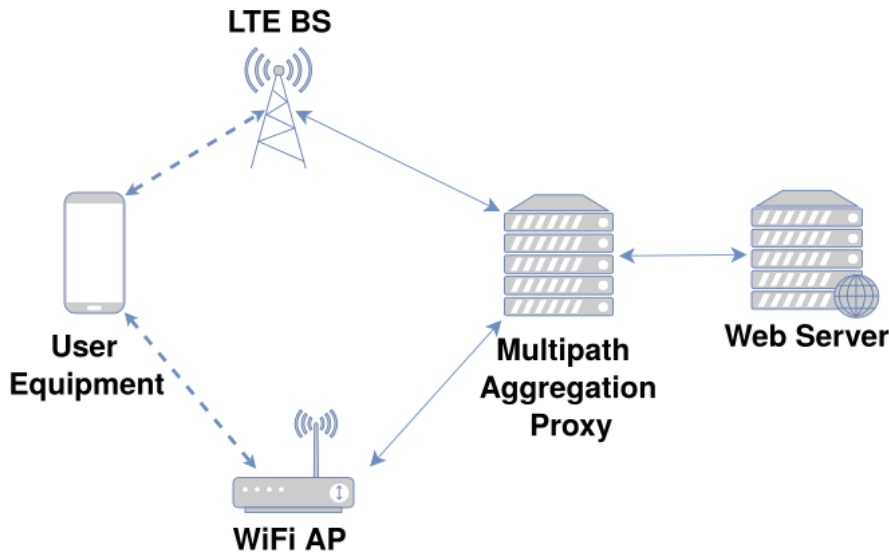 LTE BS
User
Equipment
Multipath
Aggregation
Proxy
Web Server
WiFi AP